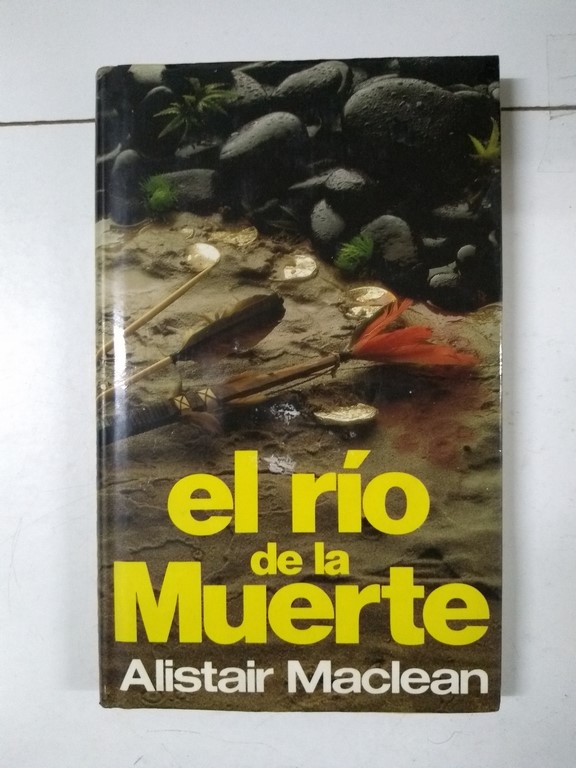 el río
de la
Muerte
Alistair Maclean